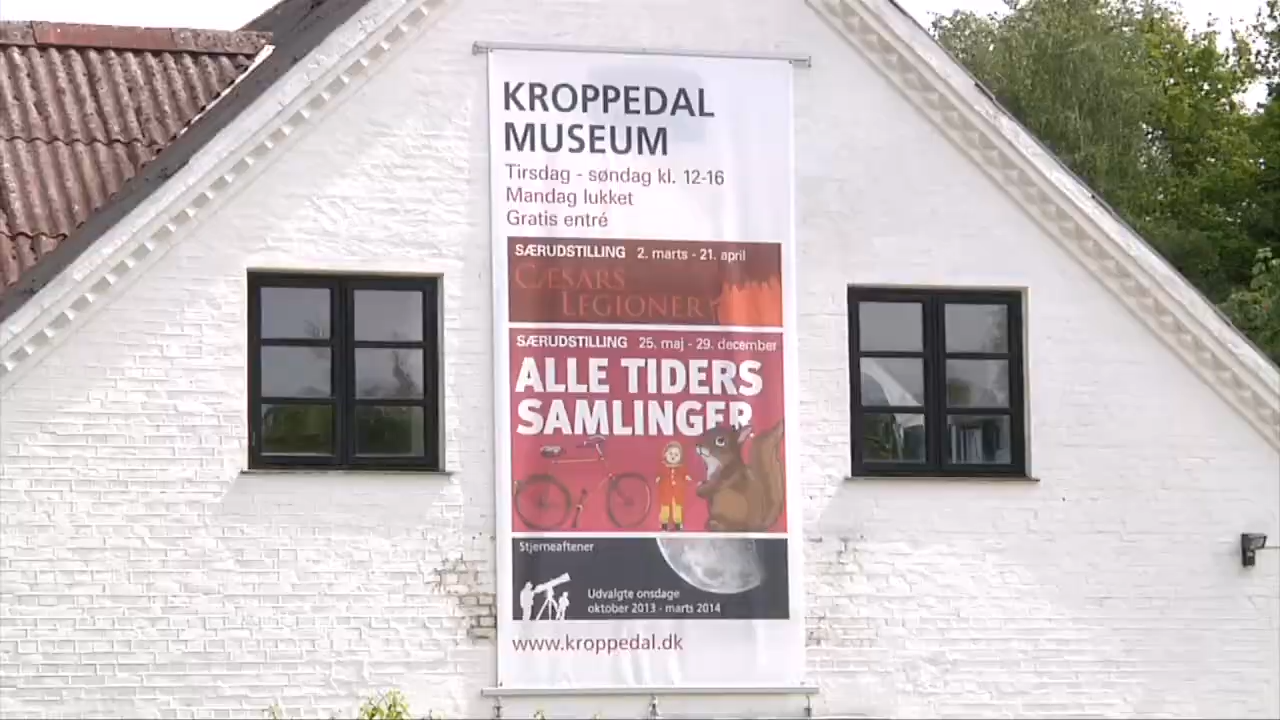 KROPPEDAL
MUSEUM
Tirsdag - søndag kl. 12-16
Mandag lukket
Gratis entré
SÆRUDSTILLING 2. marts - 21. april
CÆSARS
LEGIONER
SÆRUDSTILLING 25. maj - 29. december
ALLE TIDERS
SAMLINGER
Stjerneaftener
Udvalgte onsdage
oktober 2013 - marts 2014
www.kroppedal.dk